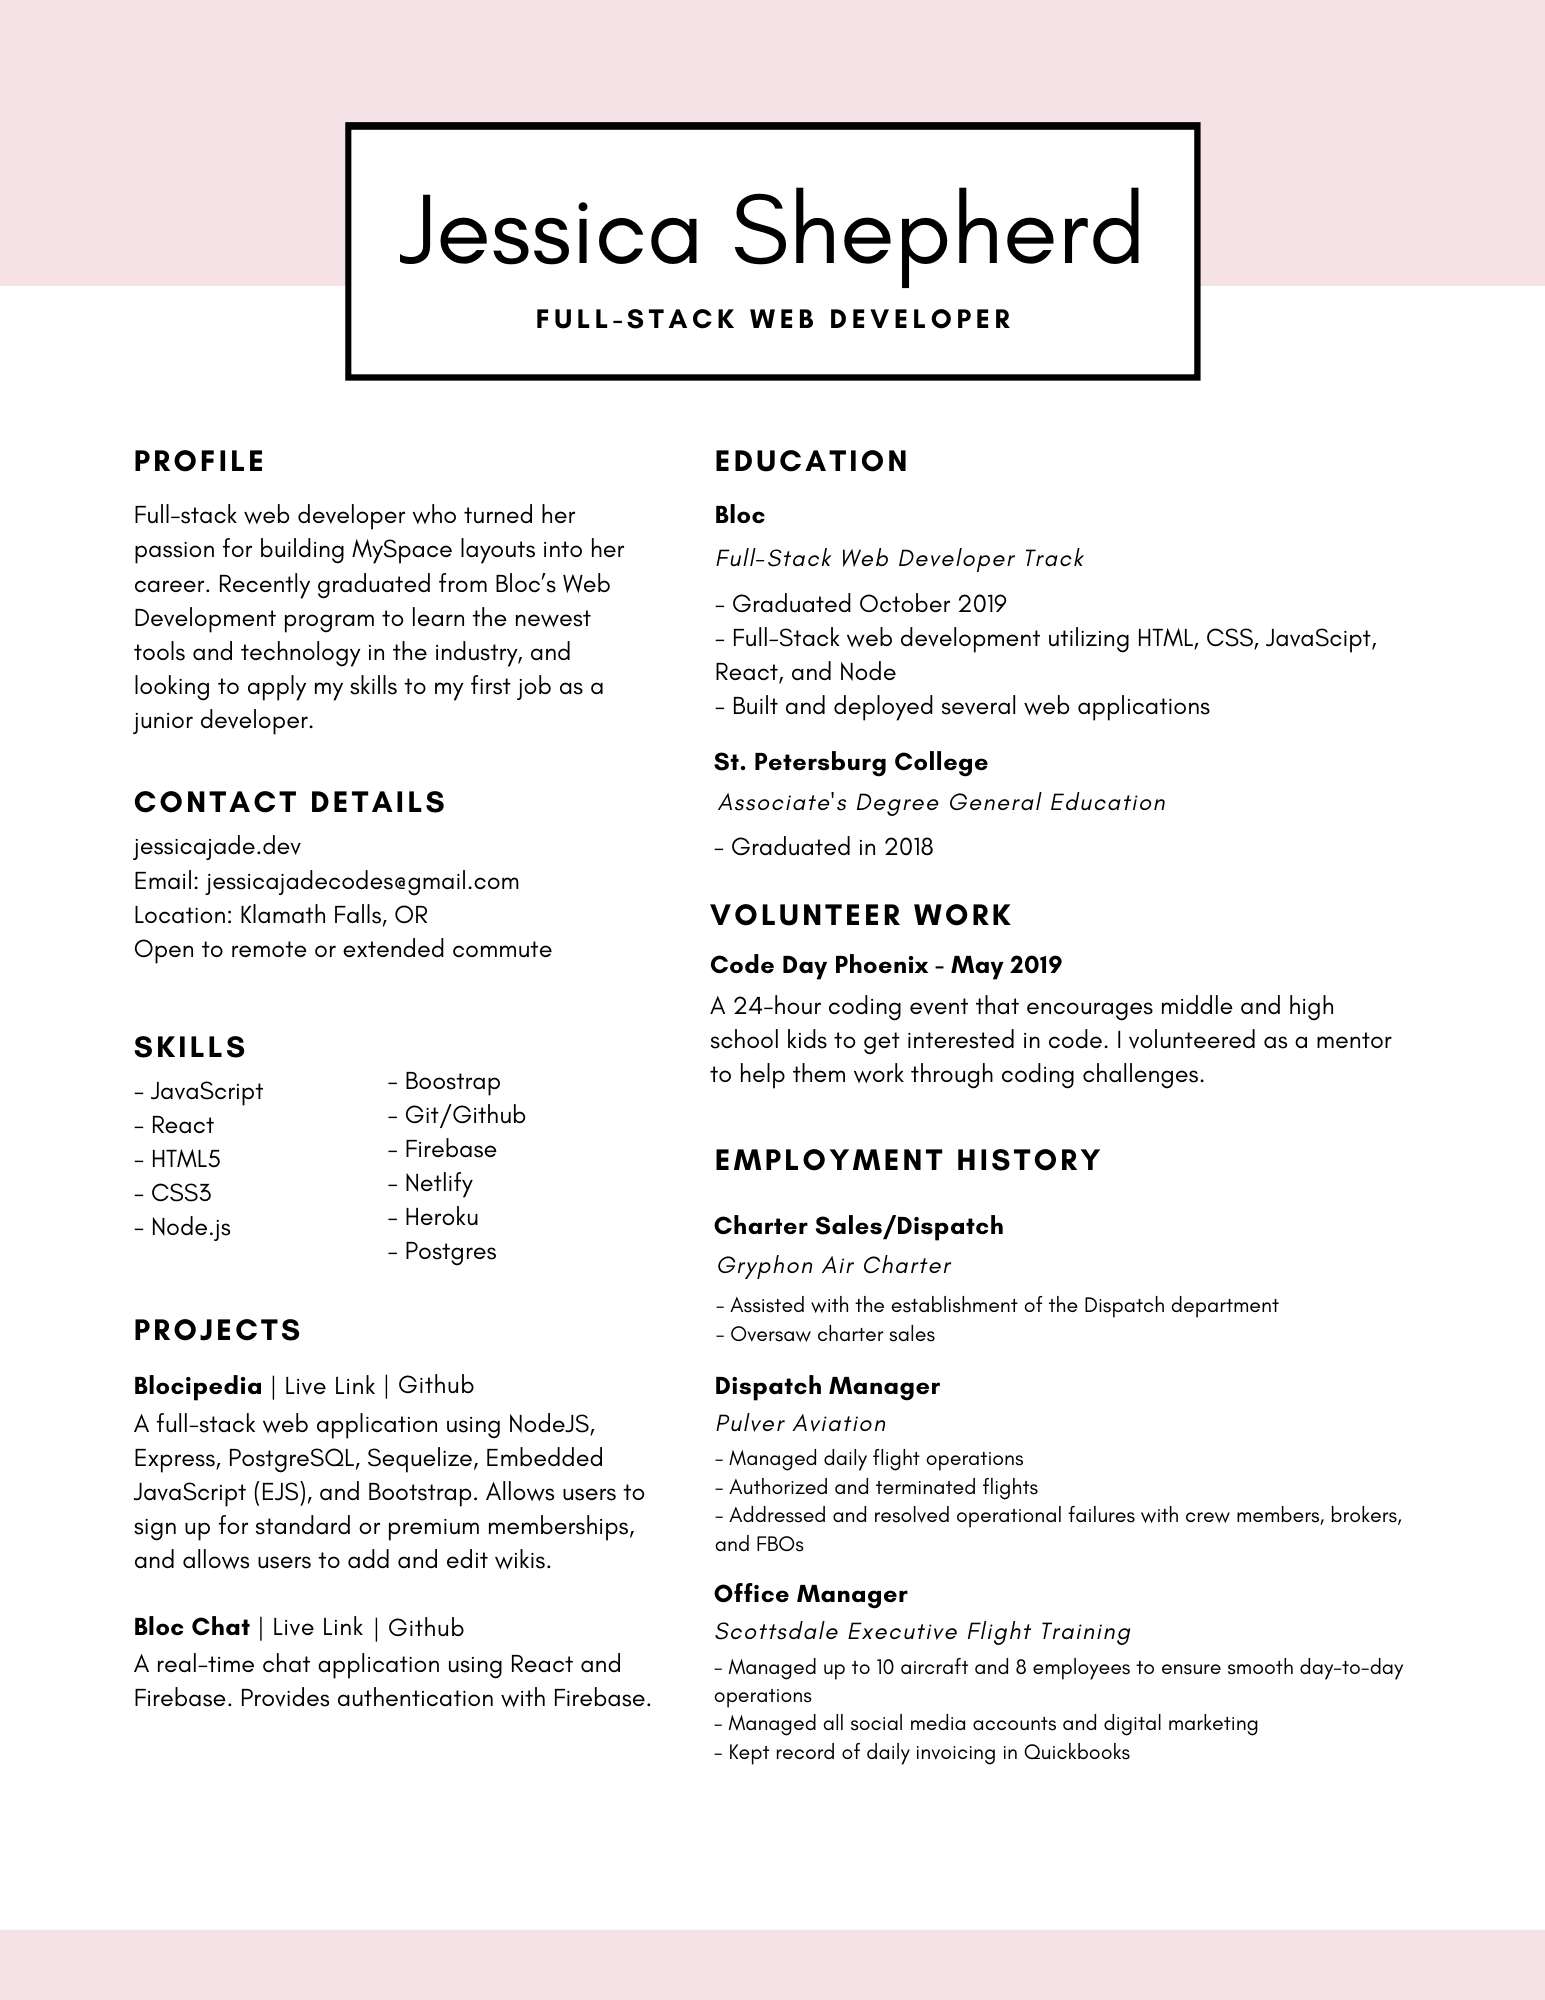 Jessica Shepherd
FULL-STACK WEB DEVELOPER
PROFILE
Full-stack web developer who turned her
passion for building MySpace layouts into her
career. Recently graduated from Bloc’s Web
Development program to learn the newest
tools and technology in the industry, and
looking to apply my skills to my first job as a
junior developer.
CONTACT DETAILS
jessicajade.dev
Email: jessicajadecodes@gmail.com
Location: Klamath Falls, OR
Open to remote or extended commute
SKILLS
- JavaScript
- React
- HTML5
- CSS3
- Node.js
- Boostrap
- Git/Github
- Firebase
- Netlify
- Heroku
- Postgres
PROJECTS
Blocipedia | Live Link | Github
A full-stack web application using NodeJS,
Express, PostgreSQL, Sequelize, Embedded
JavaScript (EJS), and Bootstrap. Allows users to
sign up for standard or premium memberships,
and allows users to add and edit wikis.
Bloc Chat | Live Link | Github
A real-time chat application using React and
Firebase. Provides authentication with Firebase.
EDUCATION
Bloc
Full-Stack Web Developer Track
- Graduated October 2019
- Full-Stack web development utilizing HTML, CSS, JavaScipt,
React, and Node
- Built and deployed several web applications
St. Petersburg College
Associate's Degree General Education
- Graduated in 2018
VOLUNTEER WORK
Code Day Phoenix - May 2019
A 24-hour coding event that encourages middle and high
school kids to get interested in code. I volunteered as a mentor
to help them work through coding challenges.
EMPLOYMENT HISTORY
Charter Sales/Dispatch
Gryphon Air Charter
- Assisted with the establishment of the Dispatch department
- Oversaw charter sales
Dispatch Manager
Pulver Aviation
- Managed daily flight operations
- Authorized and terminated flights
- Addressed and resolved operational failures with crew members, brokers,
and FBOs
Office Manager
Scottsdale Executive Flight Training
- Managed up to 10 aircraft and 8 employees to ensure smooth day-to-day
operations
- Managed all social media accounts and digital marketing
- Kept record of daily invoicing in Quickbooks